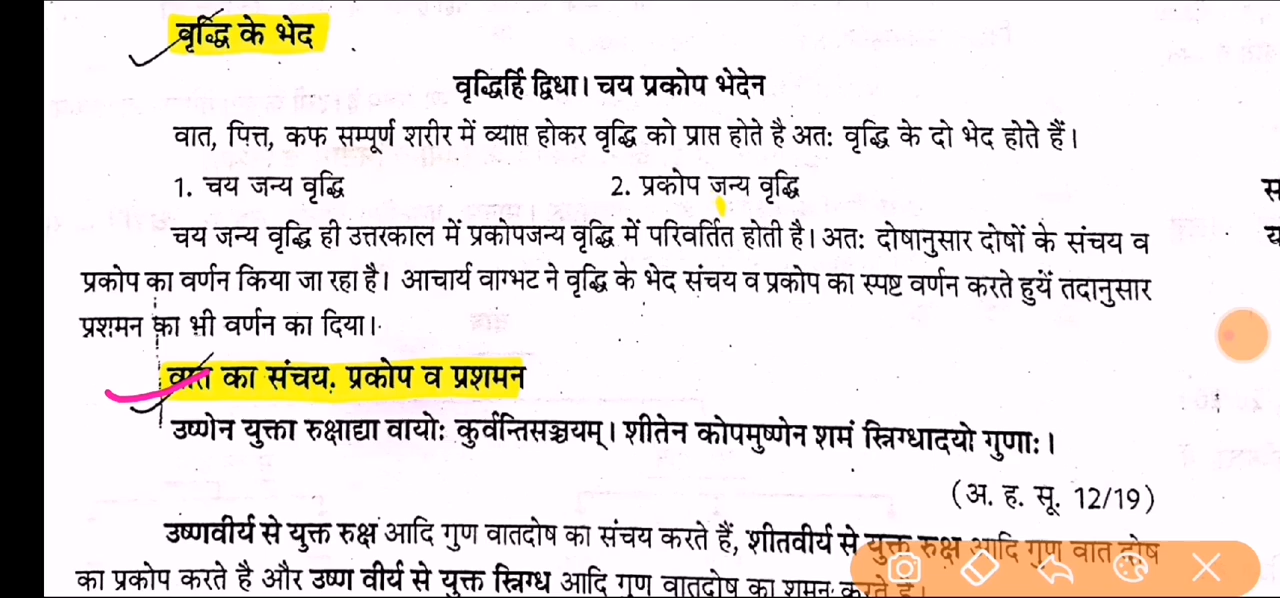 वृद्धि के भेद
वृद्धिर्हि द्विधा। चय प्रकोप भेदेन
वात, पित्त, कफ सम्पूर्ण शरीर में व्याप्त होकर वृद्धि को प्राप्त होते है अतः वृद्धि के दो भेद होते हैं।
1. चय जन्य वृद्धि 2. प्रकोप जन्य वृद्धि
चय जन्य वृद्धि ही उत्तरकाल में प्रकोपजन्य वृद्धि में परिवर्तित होती है। अतः दोषानुसार दोषों के संचय व
प्रकोप का वर्णन किया जा रहा है। आचार्य वाग्भट ने वृद्धि के भेद संचय व प्रकोप का स्पष्ट वर्णन करते हुयें तदानुसार
प्रशमन का भी वर्णन का दिया।
वात का संचय. प्रकोप व प्रशमन
उष्णेन युक्ता रुक्षाद्या वायोः कुर्वन्तिसञ्चयम्। शीतेन कोपमुष्णेन शमं स्निग्धादयो गुणाः।
(अ. ह. सू. 12/19)
उष्णवीर्य से युक्त रुक्ष आदि गुण वातदोष का संचय करते हैं, शीतवीर्य से युक्त रुक्ष आदि गुण वात दोष
का प्रकोप करते है और उष्ण वीर्य से युक्त स्निग्ध आदि गुण वातदोष का शमन करते है।
स
य